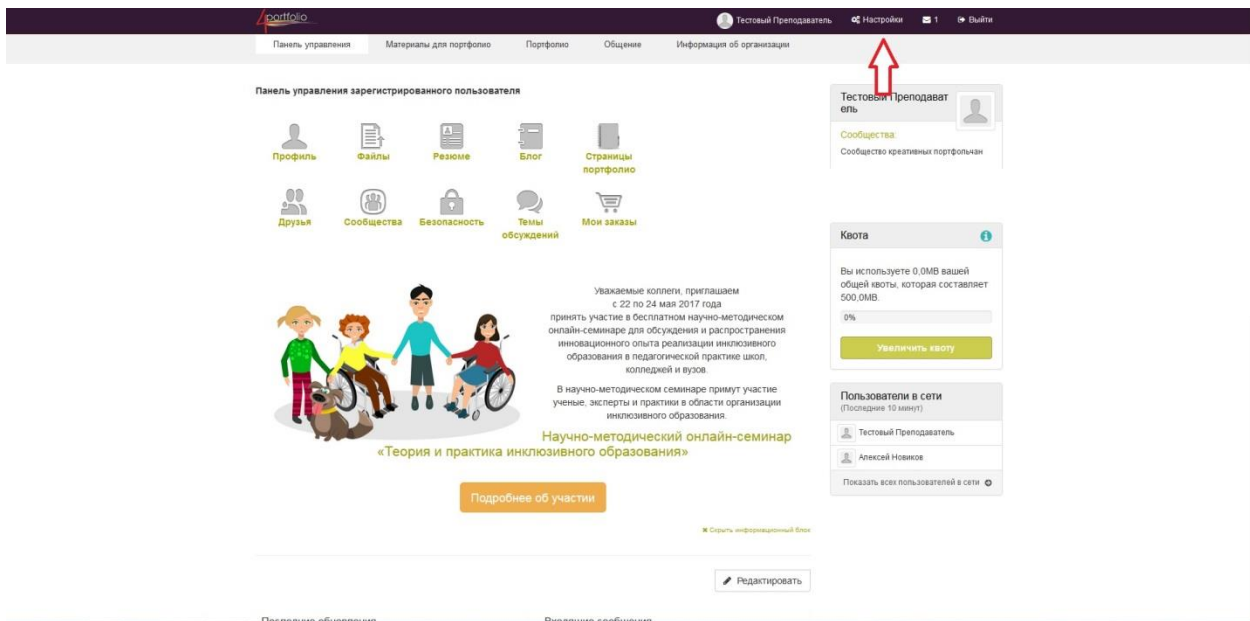 4portfolio
Тестовый Преподаватель Настройки 1 Выйти
Панель управления Материалы для портфолио Портфолио Общение Информация об организации
Панель управления зарегистрированного пользователя
Профиль Файлы Резюме Блог Страницы
портфолио
Друзья Сообщества Безопасность Темы Мои заказы
обсуждений
Уважаемые коллеги, приглашаем
с 22 по 24 мая 2017 года
принять участие в бесплатном научно-методическом
онлайн-семинаре для обсуждения и распространения
инновационного опыта реализации инклюзивного
образования в педагогической практике школ,
колледжей и вузов.
В научно-методическом семинаре примут участие
ученые, эксперты и практики в области организации
инклюзивного образования.
Научно-методический онлайн-семинар
«Теория и практика инклюзивного образования»
Подробнее об участии
Скрыть информационный блок
Редактировать
Последние обновления Входящие сообщения
Тестовый Преподават
ель
Сообщества:
Сообщество креативных портфольчан
Квота
Вы используете 0,0MB вашей
общей квоты, которая составляет
500,0MB.
0%
Увеличить квоту
Пользователи в сети
(Последние 10 минут)
Тестовый Преподаватель
Алексей Новиков
Показать всех пользователей в сети